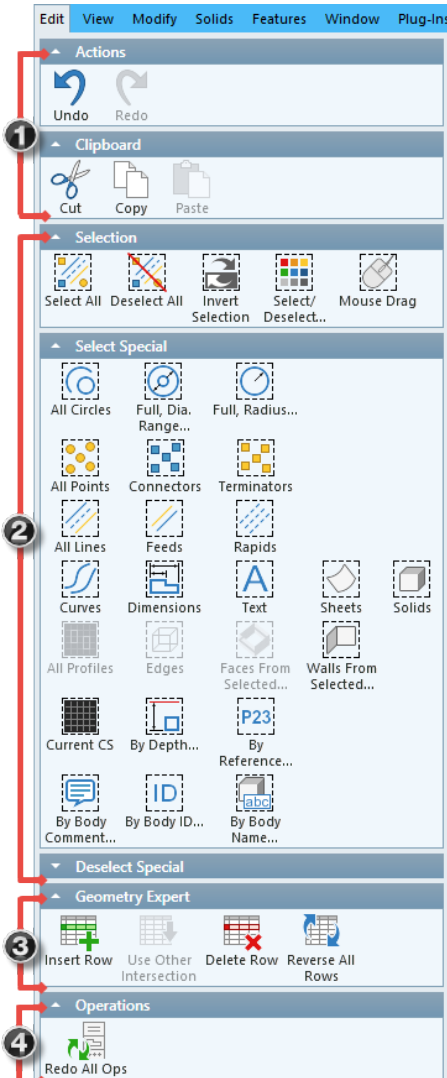 Edit View Modify Solids Features Window Plug-Ins
Actions
Undo Redo
1
Clipboard
Cut Copy Paste
Selection
Select All Deselect All Invert Selection Select/ Deselect... Mouse Drag
Select Special
All Circles Full, Dia. Range... Full, Radius...
All Points Connectors Terminators
2
All Lines Feeds Rapids
A
Curves Dimensions Text Sheets Solids
All Profiles Edges Faces From Selected... Walls From Selected...
P23
Current CS By Depth... By Reference...
ID abc
By Body Comment... By Body ID... By Body Name...
Deselect Special
Geometry Expert
3
Insert Row Use Other Intersection Delete Row Reverse All Rows
Operations
4
Redo All Ops